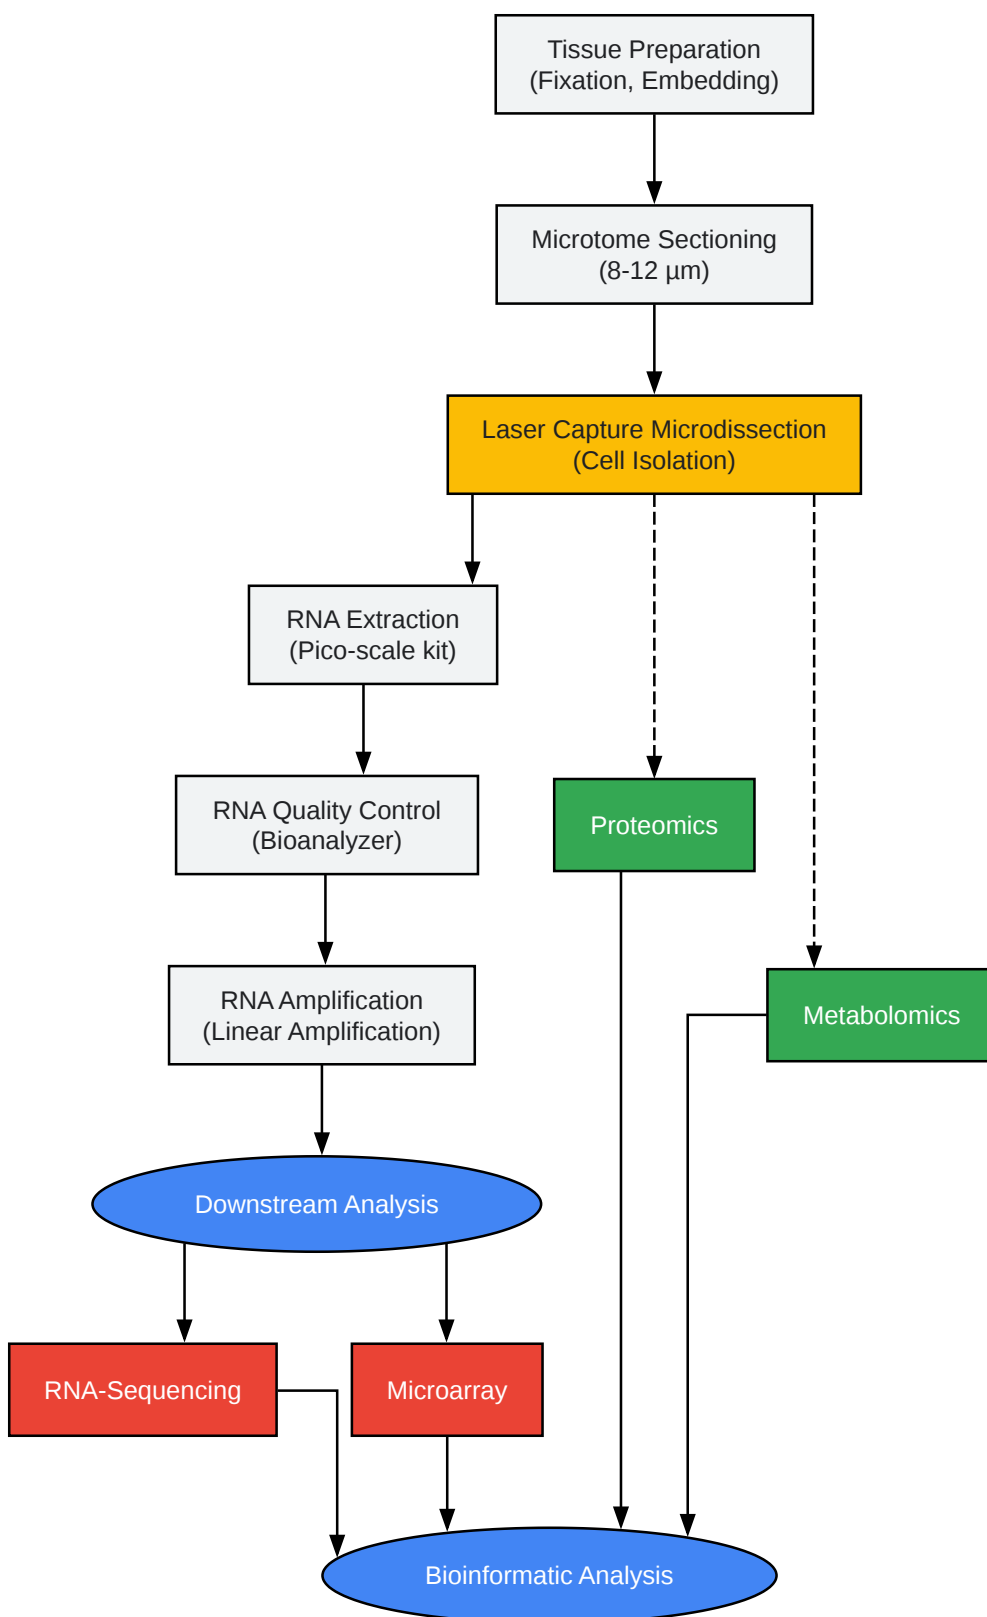 Tissue Preparation
(Fixation, Embedding)
Microtome Sectioning
(8-12 µm)
Laser Capture Microdissection
(Cell Isolation)
RNA Extraction
(Pico-scale kit)
RNA Quality Control
(Bioanalyzer)
Proteomics
RNA Amplification
(Linear Amplification)
Metabolomics
Downstream Analysis
RNA-Sequencing
Microarray
Bioinformatic Analysis